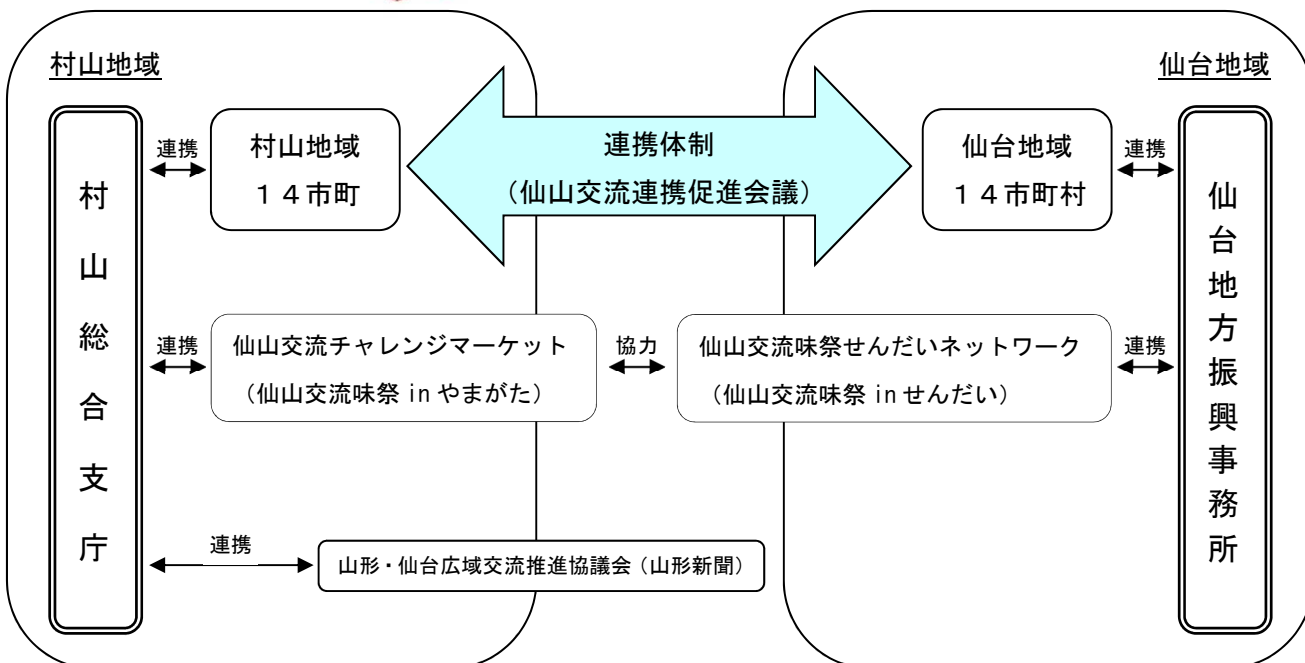 村山地域
仙台地域
村山総合支庁
連携
村山地域
１４市町
連携体制
（仙山交流連携促進会議）
仙台地域
１４市町村
連携
仙台地方振興事務所
連携
仙山交流チャレンジマーケット
（仙山交流味祭 in やまがた）
協力
仙山交流味祭せんだいネットワーク
（仙山交流味祭 in せんだい）
連携
連携
山形・仙台広域交流推進協議会（山形新聞）